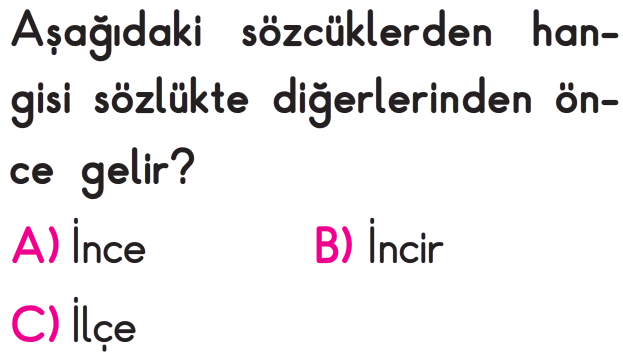 Aşağıdaki sözcüklerden han-
gisi sözlükte diğerlerinden ön-
ce gelir?
A) İnce B) İncir
C) İlçe